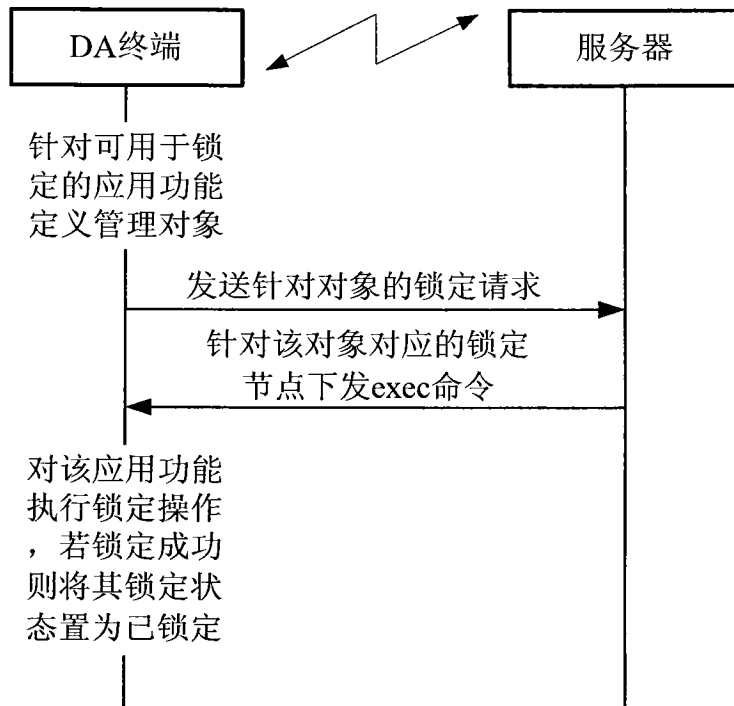 DA终端
服务器
针对可用于锁
定的应用功能
定义管理对象
发送针对对象的锁定请求
针对该对象对应的锁定
节点下发exec命令
对该应用功能
执行锁定操作
，若锁定成功
则将其锁定状
态置为已锁定